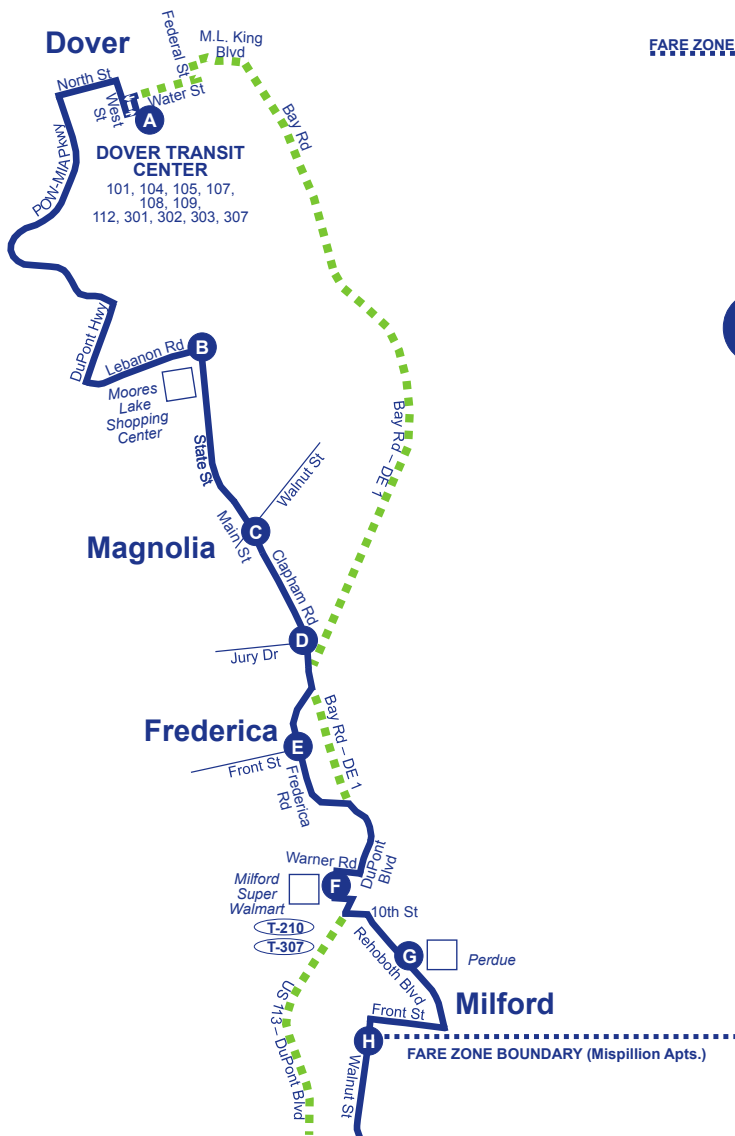 Dover
Federal St
M.L. King
Blvd
FARE ZONE
North St
West
St
Water St
A
Bay Rd
DOVER TRANSIT
CENTER
101, 104, 105, 107,
108, 109,
112, 301, 302, 303, 307
POW-MIA Pkwy
DuPont Hwy
Lebanon Rd
B
Moores
Lake
Shopping
Center
Bay Rd – DE 1
State St
Walnut St
Main St
C
Magnolia
Clapham Rd
D
Jury Dr
Frederica
Bay Rd – DE 1
E
Front St
Frederica
Rd
Warner Rd
DuPont
Blvd
Milford
Super
Walmart
F
T-210
T-307
10th St
G
Perdue
Rehoboth Blvd
Milford
US 113 – DuPont Blvd
Front St
H
FARE ZONE BOUNDARY (Mispillion Apts.)
Walnut St